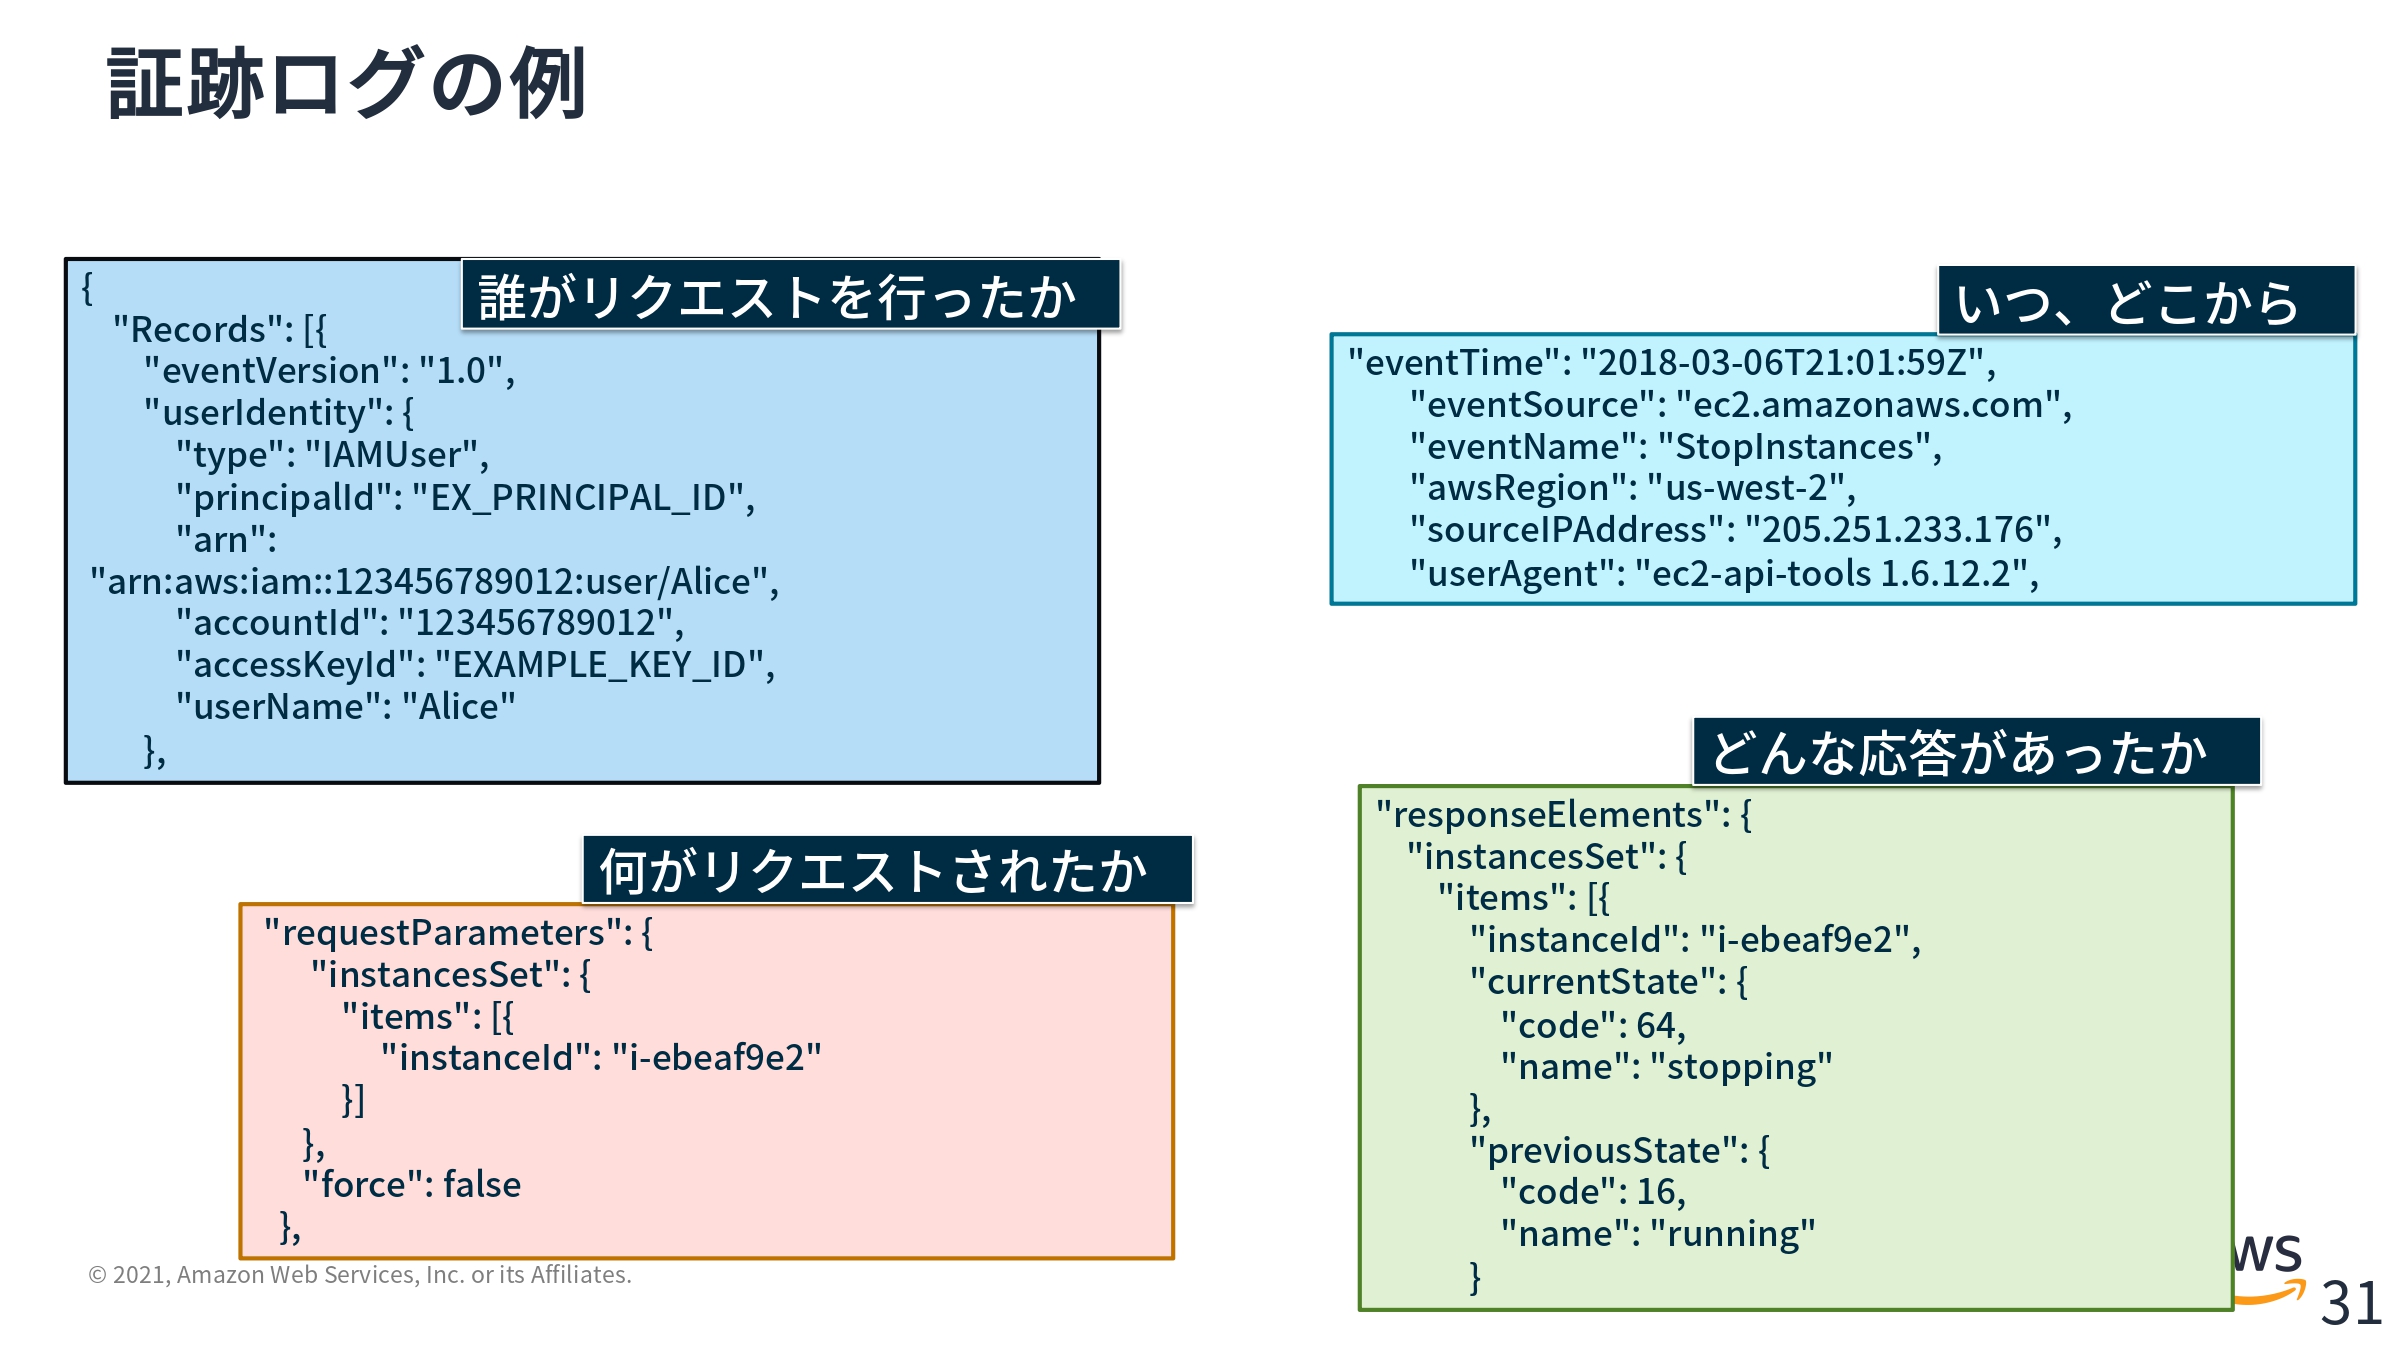 証跡ログの例
誰がリクエストを行ったか
{
"Records": [{
"eventVersion": "1.0",
"userIdentity": {
"type": "IAMUser",
"principalId": "EX_PRINCIPAL_ID",
"arn":
"arn:aws:iam::123456789012:user/Alice",
"accountId": "123456789012",
"accessKeyId": "EXAMPLE_KEY_ID",
"userName": "Alice"
},
いつ、どこから
"eventTime": "2018-03-06T21:01:59Z",
"eventSource": "ec2.amazonaws.com",
"eventName": "StopInstances",
"awsRegion": "us-west-2",
"sourceIPAddress": "205.251.233.176",
"userAgent": "ec2-api-tools 1.6.12.2",
何がリクエストされたか
"requestParameters": {
"instancesSet": {
"items": [{
"instanceId": "i-ebeaf9e2"
}]
},
"force": false
},
どんな応答があったか
"responseElements": {
"instancesSet": {
"items": [{
"instanceId": "i-ebeaf9e2",
"currentState": {
"code": 64,
"name": "stopping"
},
"previousState": {
"code": 16,
"name": "running"
}
© 2021, Amazon Web Services, Inc. or its Affiliates.
ws
31